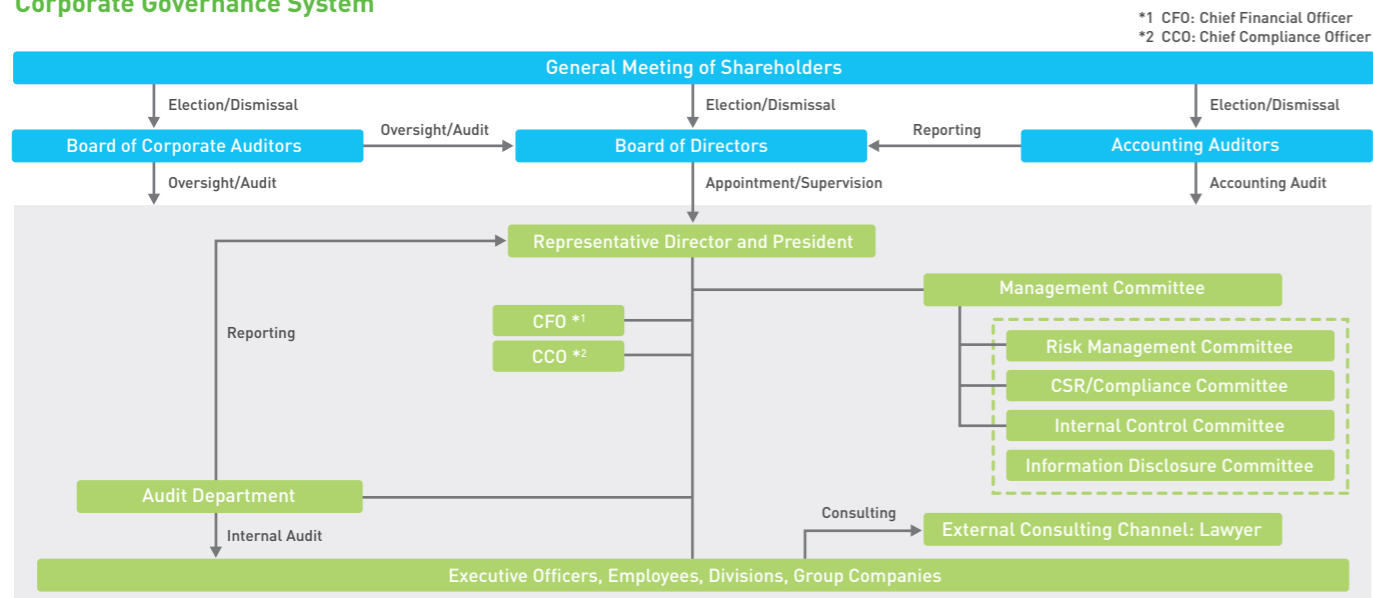 Corporate Governance System
*1 CFO: Chief Financial Officer
*2 CCO: Chief Compliance Officer
General Meeting of Shareholders
Election/Dismissal
Election/Dismissal
Election/Dismissal
Board of Corporate Auditors
Oversight/Audit
Board of Directors
Reporting
Accounting Auditors
Oversight/Audit
Appointment/Supervision
Accounting Audit
Representative Director and President
Management Committee
CFO *1
Reporting
Risk Management Committee
CCO *2
CSR/Compliance Committee
Internal Control Committee
Information Disclosure Committee
Audit Department
Consulting
External Consulting Channel: Lawyer
Internal Audit
Executive Officers, Employees, Divisions, Group Companies